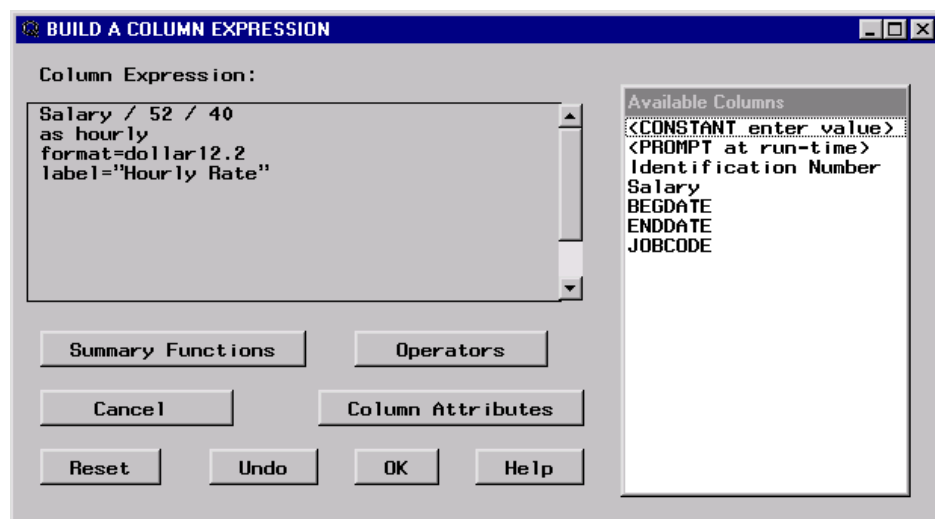 BUILD A COLUMN EXPRESSION
Column Expression:
Salary / 52 / 40
as hourly
format=dollar12.2
label="Hourly Rate"
Available Columns
<CONSTANT enter value>
<PROMPT at run-time>
Identification Number
Salary
BEGDATE
ENDDATE
JOBCODE
Summary Functions
Operators
Cancel
Column Attributes
Reset
Undo
OK
Help